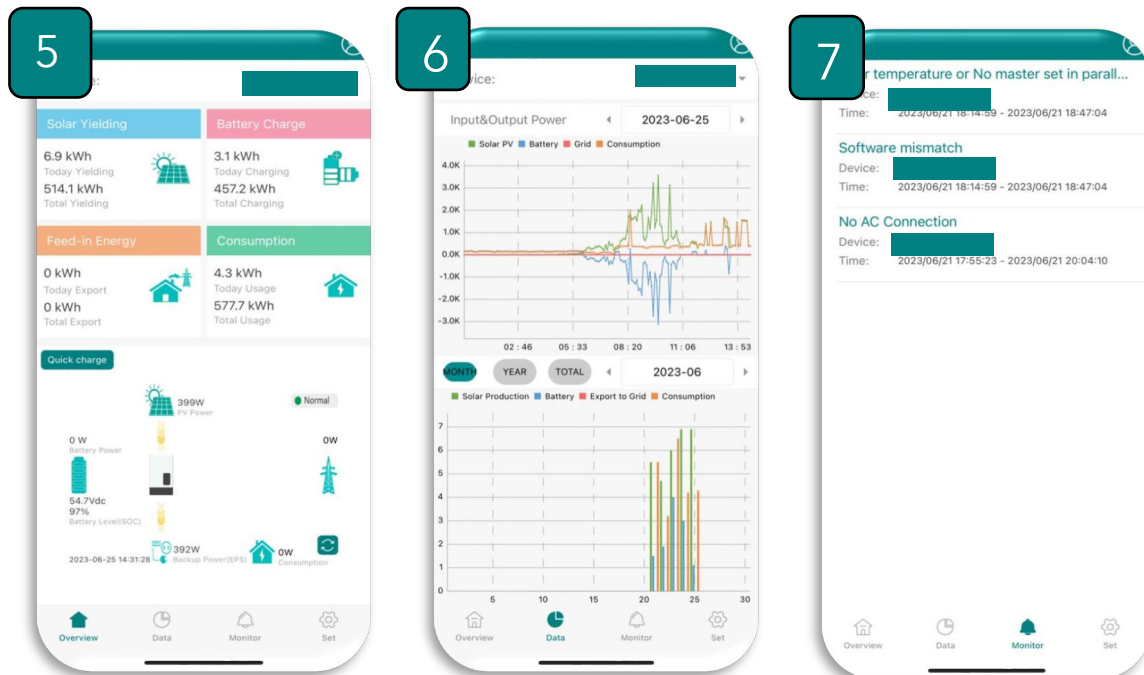 5
e:
Solar Yielding
Battery Charge
6.9 kWh
Today Yielding
514.1 kWh
Total Yielding
3.1 kWh
Today Charging
457.2 kWh
Total Charging
Feed-in Energy
Consumption
0 kWh
Today Export
0 kWh
Total Export
4.3 kWh
Today Usage
577.7 kWh
Total Usage
Quick charge
399W
PV Power
Normal
0 W
Battery Power
0W
54.7Vdc
97%
Battery Level(SOC)
2023-06-25 14:31:28
392W
Backup Power(EPS)
0W
Consumption
Overview Data Monitor Set
6
vice:
Input&Output Power 2023-06-25
Solar PV Battery Grid Consumption
4.0K
3.0K
2.0K
1.0K
0.0K
-1.0K
-2.0K
-3.0K
02 : 46 05 : 33 08 : 20 11 : 06 13 : 53
MONTH YEAR TOTAL 2023-06
Solar Production Battery Export to Grid Consumption
7
6
5
4
3
2
1
0
5 10 15 20 25 30
Overview Data Monitor Set
7
r temperature or No master set in parall...
ce:
Time: 2023/06/21 18:14:59 - 2023/06/21 18:47:04
Software mismatch
Device:
Time: 2023/06/21 18:14:59 - 2023/06/21 18:47:04
No AC Connection
Device:
Time: 2023/06/21 17:55:23 - 2023/06/21 20:04:10
Overview Data Monitor Set